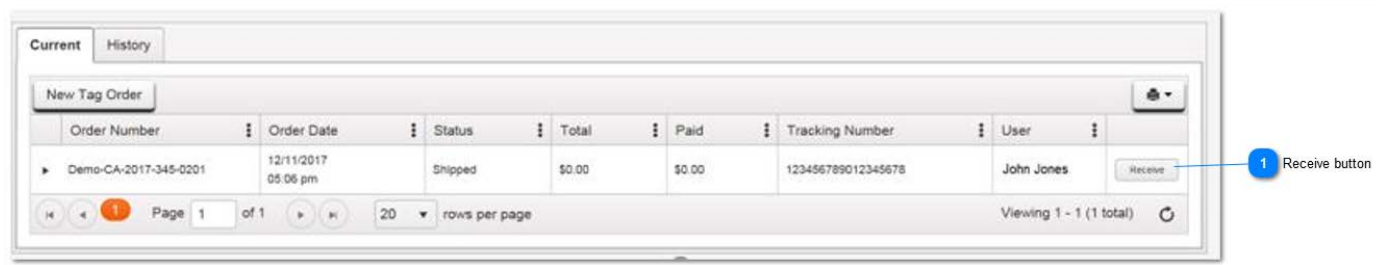 Current History
New Tag Order
Order Number Order Date Status Total Paid Tracking Number User
Demo-CA-2017-345-0201 12/11/2017 05:06 pm Shipped $0.00 $0.00 123456789012345678 John Jones Receive
1 Receive button
1 Page 1 of 1 20 rows per page Viewing 1 - 1 (1 total)